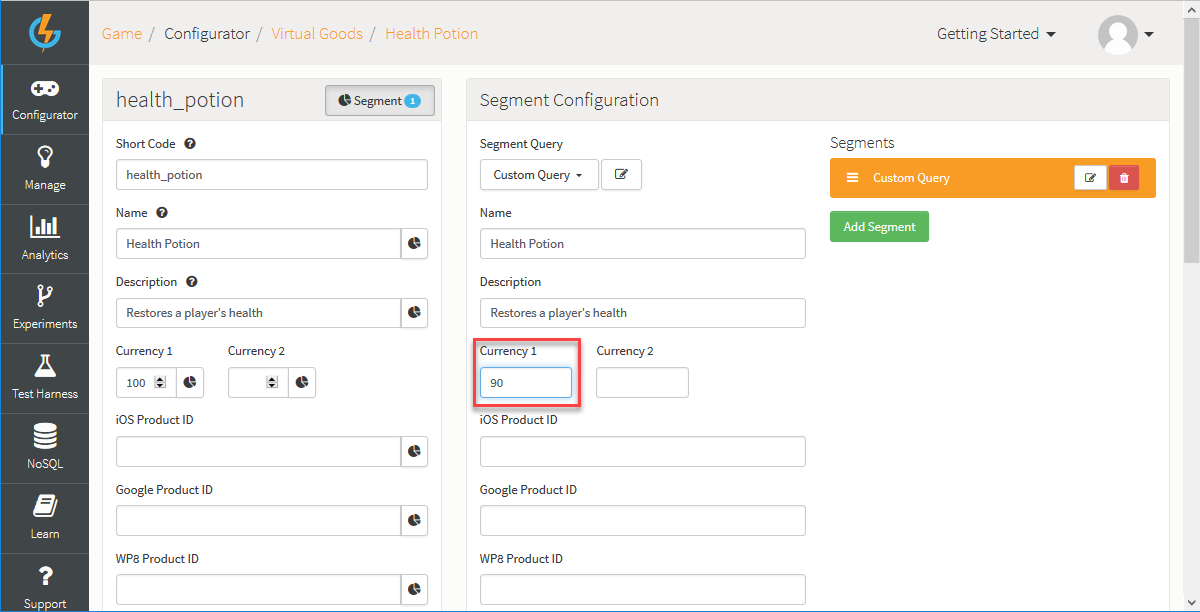 Game / Configurator / Virtual Goods / Health Potion
Getting Started
Configurator
Manage
Analytics
Experiments
Test Harness
NoSQL
Learn
Support
health_potion
Segment 1
Short Code
health_potion
Name
Health Potion
Description
Restores a player's health
Currency 1
Currency 2
100
iOS Product ID
Google Product ID
WP8 Product ID
Segment Configuration
Segment Query
Custom Query
Name
Health Potion
Description
Restores a player's health
Currency 1
Currency 2
90
iOS Product ID
Google Product ID
WP8 Product ID
Segments
Custom Query
Add Segment